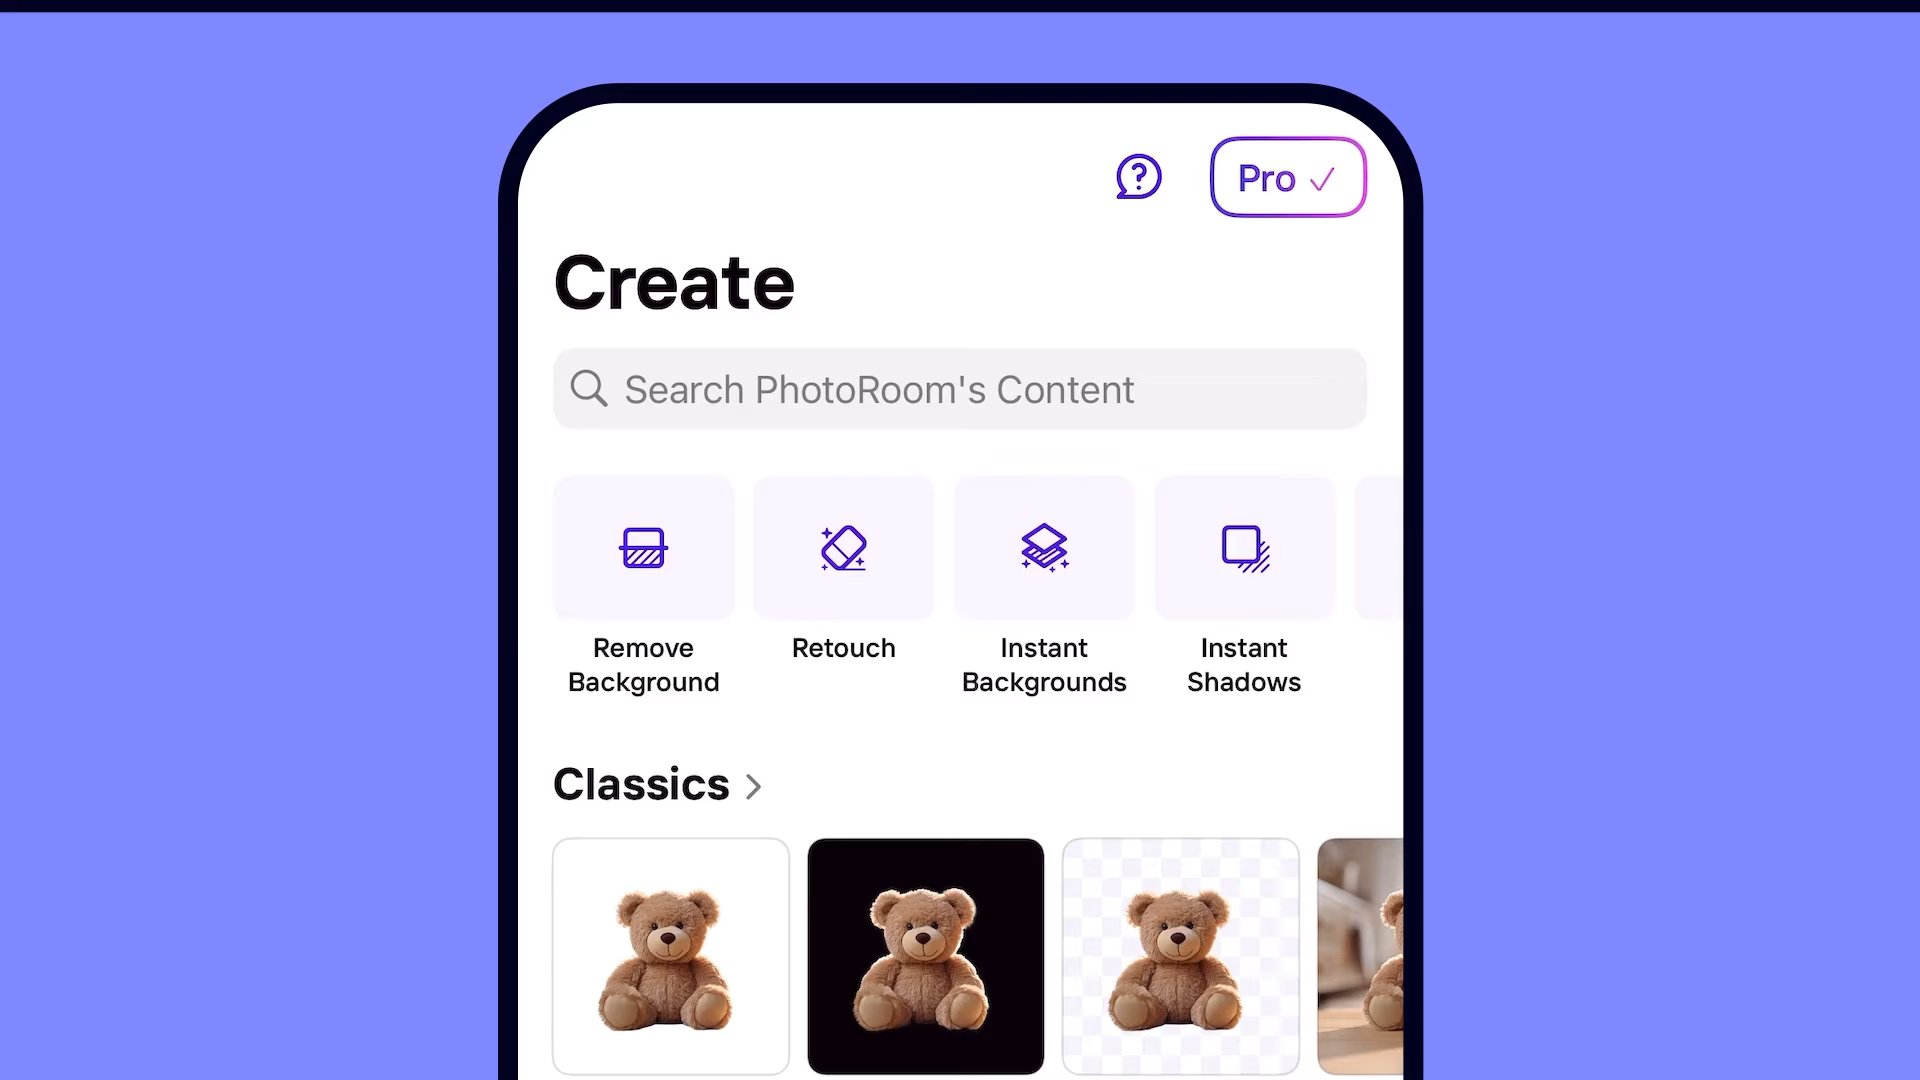 Pro
Create
Search PhotoRoom's Content
Remove
Background
Retouch
Instant
Backgrounds
Instant
Shadows
Classics